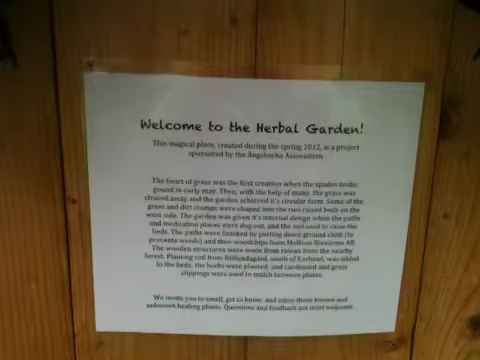 Welcome to the Herbal Garden!
This magical place, created during the spring 2012, is a project
sponsored by the Ängsbacka Association.
The heart of grass was the first creation when the spades broke
gound in early may. Then, with the help of many, the grass was
cleared away and the garden achieved it's circular form. Some of the
grass and dirt clumps were shaped into the two raised beds on the
west side. The garden was given it's internal design when the paths
and meditation places were dug out, and the soil used to raise the
beds. The paths were finished by putting down ground-cloth (to
prevents weeds) and then woodchips from Molkom Biovärme AB.
The wooden structures were made from rowan from the nearby
forest. Planting soil from south of Karlstad, was added
to the beds, the herbs were planted, and cardboard and grass
clippings were used to mulch between plants.
We invite you to smell, get to know, and enjoy these known and
unknown healing plants. Questions and feedback are most welcome.